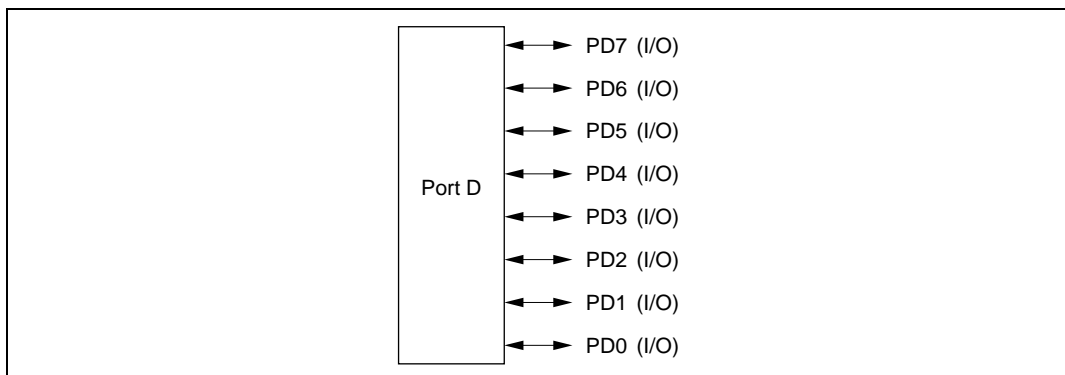 PD7 (I/O)
PD6 (I/O)
PD5 (I/O)
PD4 (I/O)
Port D
PD3 (I/O)
PD2 (I/O)
PD1 (I/O)
PD0 (I/O)